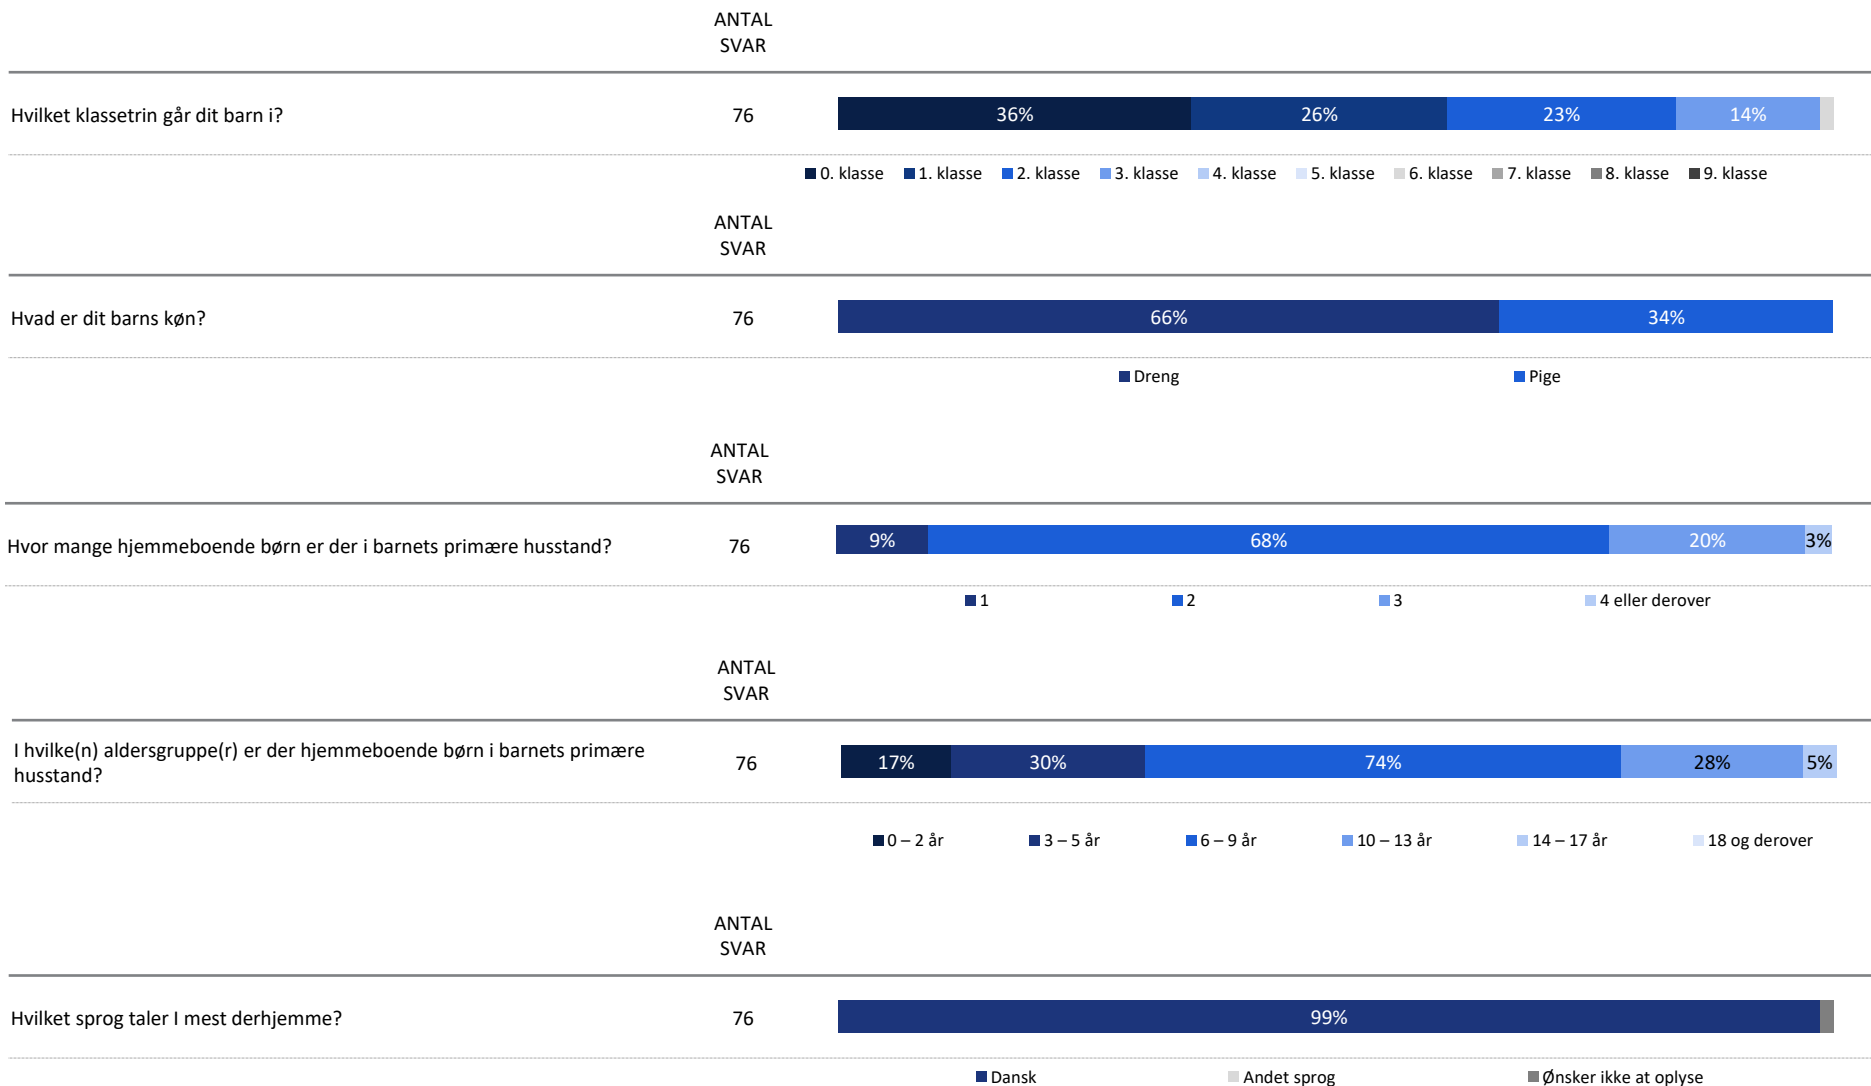 ANTAL
SVAR
Hvilket klassetrin går dit barn i?
76
36%
26%
23%
14%
0. klasse
1. klasse
2. klasse
3. klasse
4. klasse
5. klasse
6. klasse
7. klasse
8. klasse
9. klasse
ANTAL
SVAR
Hvad er dit barns køn?
76
66%
34%
Dreng
Pige
ANTAL
SVAR
Hvor mange hjemmeboende børn er der i barnets primære husstand?
76
9%
68%
20%
3%
1
2
3
4 eller derover
ANTAL
SVAR
I hvilke(n) aldersgruppe(r) er der hjemmeboende børn i barnets primære
husstand?
76
17%
30%
74%
28%
5%
0 – 2 år
3 – 5 år
6 – 9 år
10 – 13 år
14 – 17 år
18 og derover
ANTAL
SVAR
Hvilket sprog taler I mest derhjemme?
76
99%
Dansk
Andet sprog
Ønsker ikke at oplyse